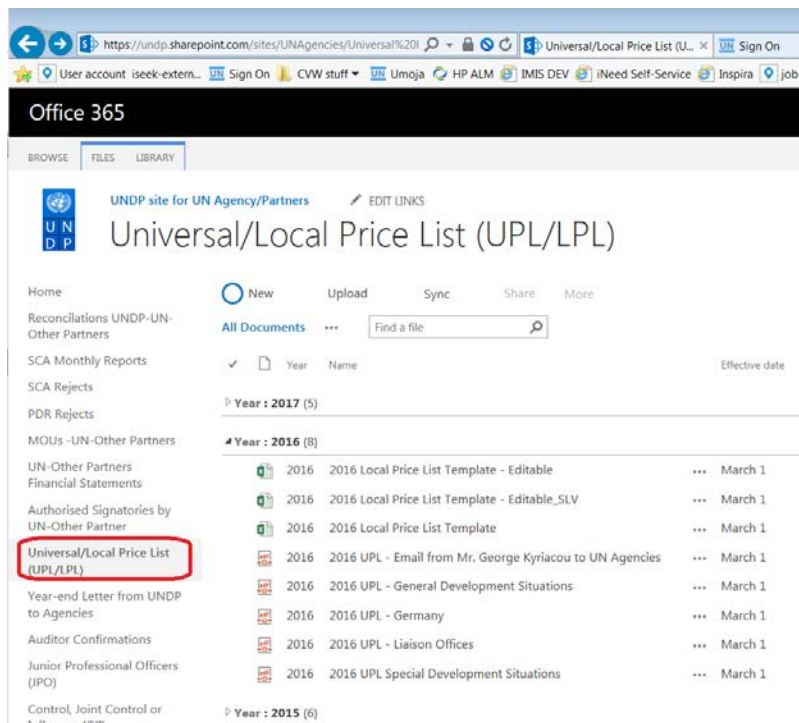 https://undp.sharepoint.com/sites/UNAgencies/Universal%20
Universal/Local Price List (U...
Sign On
User account iseek-extern...
Sign On
CVW stuff
Umoja
HP ALM
IMIS DEV
iNeed Self-Service
Inspira
job
Office 365
BROWSE FILES LIBRARY
UN
DP
UNDP site for UN Agency/Partners
EDIT LINKS
Universal/Local Price List (UPL/LPL)
Home
Reconcilations UNDP-UN-
Other Partners
SCA Monthly Reports
SCA Rejects
PDR Rejects
MOUs -UN-Other Partners
UN-Other Partners
Financial Statements
Authorised Signatories by
UN-Other Partner
Universal/Local Price List
(UPL/LPL)
Year-end Letter from UNDP
to Agencies
Auditor Confirmations
Junior Professional Officers
(JPO)
Control, Joint Control or
New Upload Sync Share More
All Documents ... Find a file
Year Name Effective date
Year : 2017 (5)
Year : 2016 (8)
2016 2016 Local Price List Template - Editable ... March 1
2016 2016 Local Price List Template - Editable_SLV ... March 1
2016 2016 Local Price List Template ... March 1
2016 2016 UPL - Email from Mr. George Kyriacou to UN Agencies ... March 1
2016 2016 UPL - General Development Situations ... March 1
2016 2016 UPL - Germany ... March 1
2016 2016 UPL - Liaison Offices ... March 1
2016 2016 UPL Special Development Situations ... March 1
Year : 2015 (6)